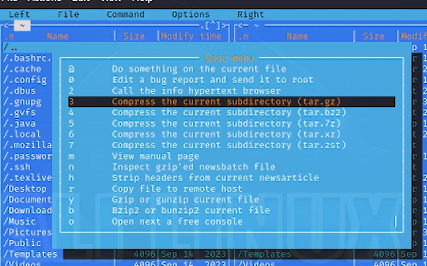 Left File Command Options Right
<─ ~ .[^]> <─ ~
.n Name Size Modify time .n Name Size Modify
/..
/.bashrc.
/.cache
/.config
/.dbus
/.gnupg
/.gvfs
/.java
/.local
/.mozilla
/.passwor
/.ssh
/.texlive
/Desktop
/Document
/Download
/Music
/Pictures
/Public
/Templates 4096 Sep 14 2023 /Templates 4096 Sep 1
/Videos 4096 Sep 14 2023 /Videos 4096 Sep 1
User menu
@ Do something on the current file
0 Edit a bug report and send it to root
2 Call the info hypertext browser
3 Compress the current subdirectory (tar.gz)
4 Compress the current subdirectory (tar.bz2)
5 Compress the current subdirectory (tar.7z)
6 Compress the current subdirectory (tar.xz)
7 Compress the current subdirectory (tar.zst)
m View manual page
n Inspect gzip'ed newsbatch file
h Strip headers from current newsarticle
r Copy file to remote host
y Gzip or gunzip current file
b Bzip2 or bunzip2 current file
o Open next a free console